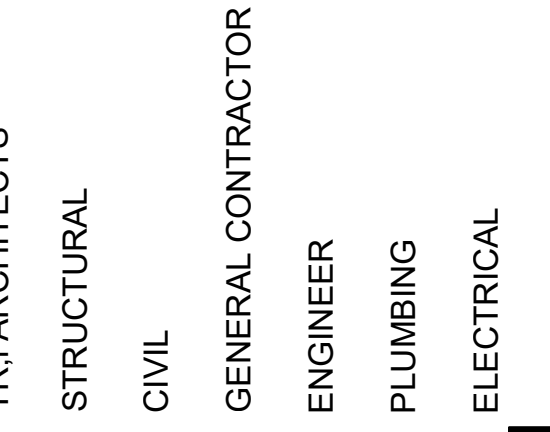 STRUCTURAL
CIVIL
GENERAL CONTRACTOR
ENGINEER
PLUMBING
ELECTRICAL